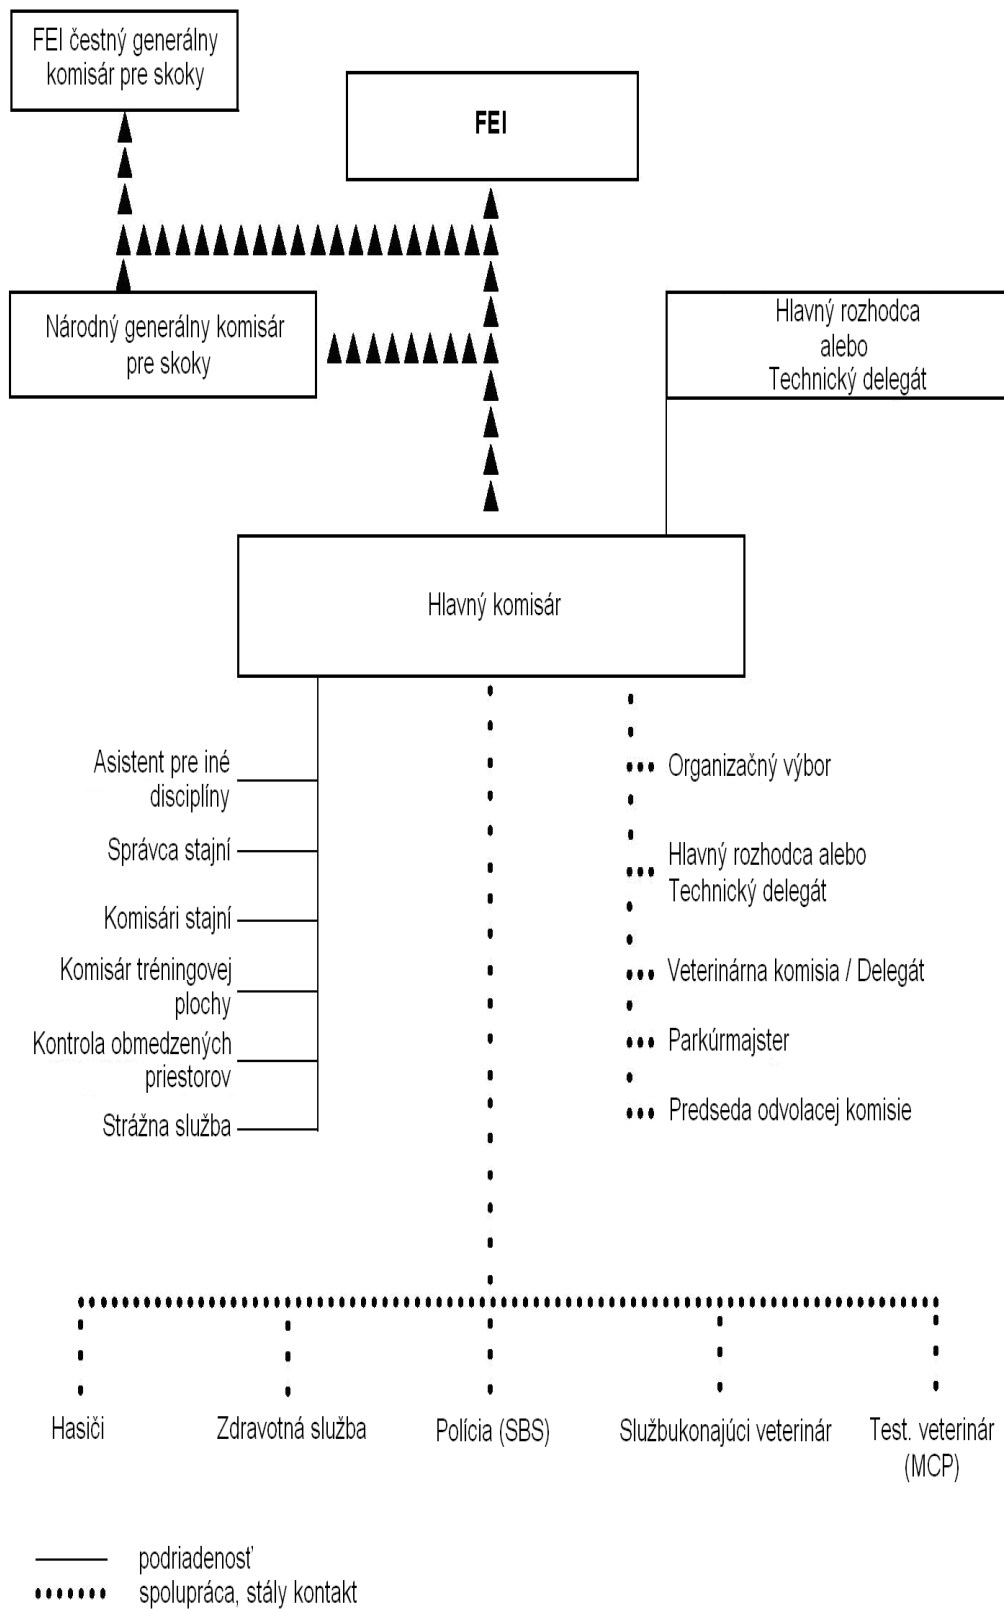 FEI čestný generálny
komisár pre skoky
FEI
Národný generálny komisár
pre skoky
Hlavný rozhodca
alebo
Technický delegát
Hlavný komisár
Asistent pre iné
disciplíny
Správca stajní
Komisári stajní
Komisár tréningovej
plochy
Kontrola obmedzených
priestorov
Strážna služba
Organizačný výbor
Hlavný rozhodca alebo
Technický delegát
Veterinárna komisia / Delegát
Parkúrmajster
Predseda odvolacej komisie
Hasiči
Zdravotná služba
Polícia (SBS)
Službukonajúci veterinár
Test. veterinár
(MCP)
podriadenosť
spolupráca, stály kontakt